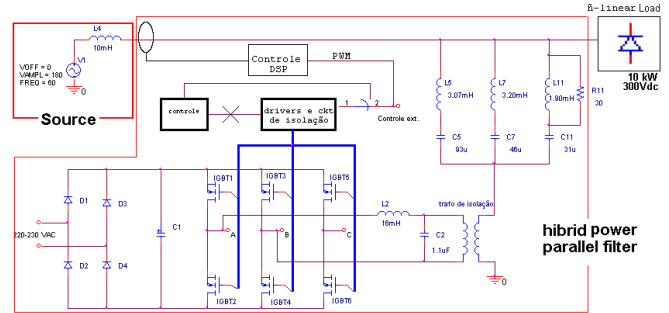 Ñ-linear Load
L4
10mH
VOFF = 0
VAMPL = 180
FREQ = 60
V1
0
Source
Controle
DSP
PWM
controle
drivers e ckt
de isolação
1
2
Controle ext.
10 kW
300Vdc
L5
3.07mH
L7
3.20mH
L11
1.90mH
R11
30
C5
93u
C7
46u
C11
31u
D1
D3
220-230 VAC
D2
D4
C1
IGBT1
IGBT3
IGBT5
A
B
C
IGBT2
IGBT4
IGBT6
L2
16mH
C2
1.1uF
trafo de isolação
0
hibrid power
parallel filter